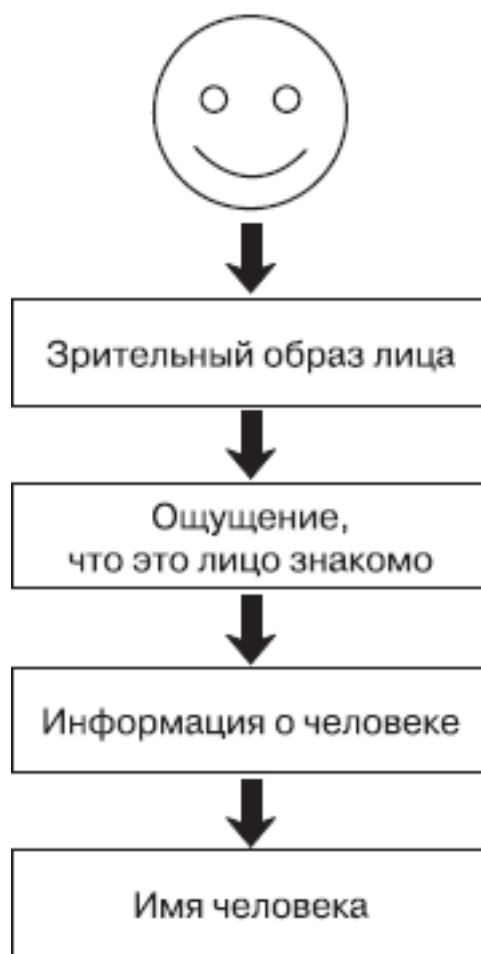 Зрительный образ лица
Ощущение,
что это лицо знакомо
Информация о человеке
Имя человека